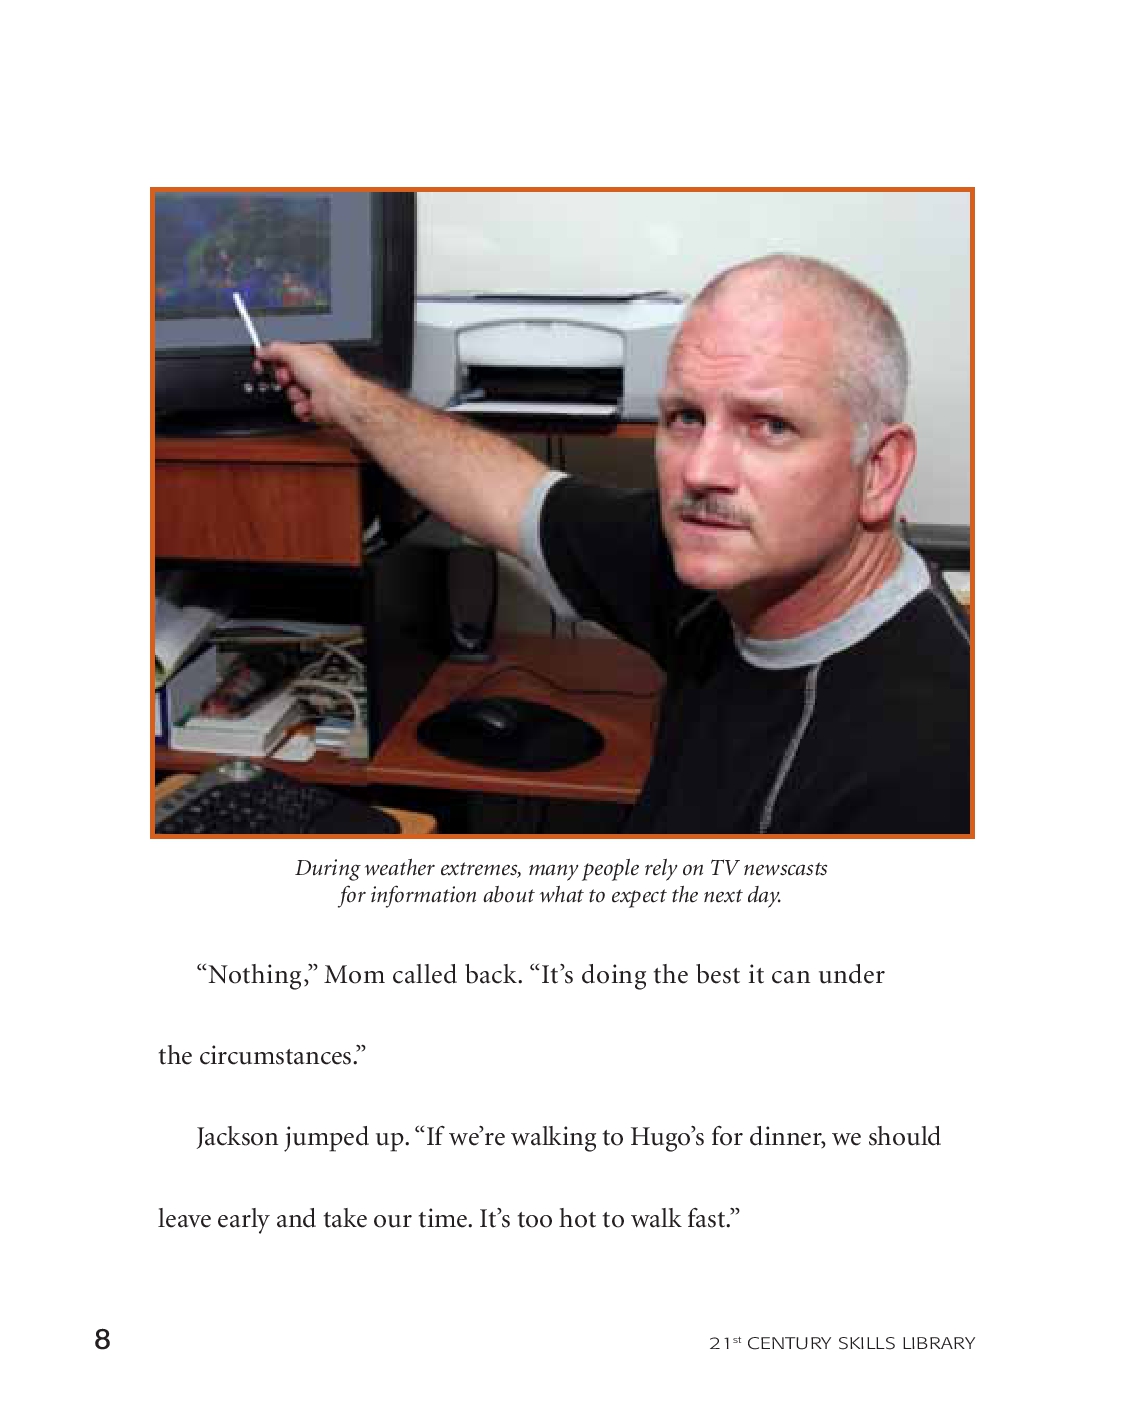 During weather extremes, many people rely on TV newscasts
for information about what to expect the next day.
“Nothing,” Mom called back. “It’s doing the best it can under
the circumstances.”
Jackson jumped up. “If we’re walking to Hugo’s for dinner, we should
leave early and take our time. It’s too hot to walk fast.”
8
21st CENTURY SKILLS LIBRARY